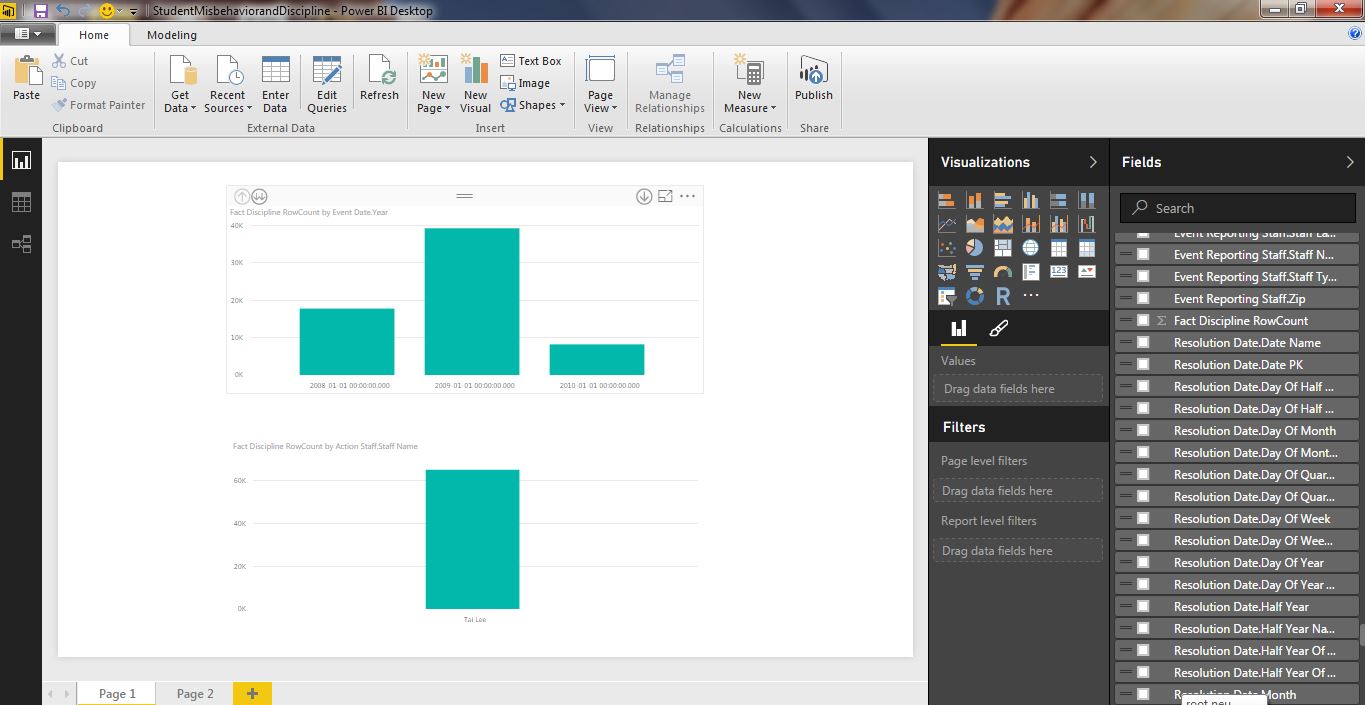 StudentMisbehaviorandDiscipline - Power BI Desktop
Home Modeling
Paste
Cut
Copy
Format Painter
Clipboard
Get Data
Recent Sources
Enter Data
Edit Queries
Refresh
External Data
New Page
New Visual
Text Box
Image
Shapes
Insert
Page View
View
Manage Relationships
Relationships
New Measure
Calculations
Publish
Share
Fact Discipline RowCount by Event Date.Year
40K
30K
20K
10K
0K
2008-01-01 00:00:00.000 2009-01-01 00:00:00.000 2010-01-01 00:00:00.000
Fact Discipline RowCount by Action Staff.Staff Name
60K
40K
20K
0K
Tai Lee
Page 1 Page 2 +
Visualizations
123
R
Values
Drag data fields here
Filters
Page level filters
Drag data fields here
Report level filters
Drag data fields here
Fields
Search
Event Reporting Staff.Staff La...
Event Reporting Staff.Staff N...
Event Reporting Staff.Staff Ty...
Event Reporting Staff.Zip
Σ Fact Discipline RowCount
Resolution Date.Date Name
Resolution Date.Date PK
Resolution Date.Day Of Half ...
Resolution Date.Day Of Half ...
Resolution Date.Day Of Month
Resolution Date.Day Of Mont...
Resolution Date.Day Of Quar...
Resolution Date.Day Of Quar...
Resolution Date.Day Of Week
Resolution Date.Day Of Wee...
Resolution Date.Day Of Year
Resolution Date.Day Of Year ...
Resolution Date.Half Year
Resolution Date.Half Year Na...
Resolution Date.Half Year Of ...
Resolution Date.Half Year Of ...
Resolution Date.Month